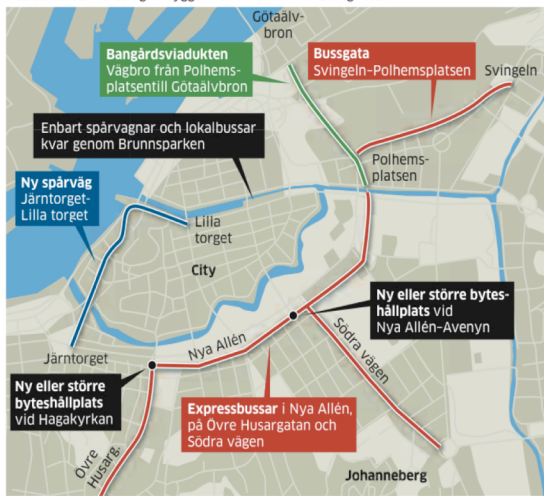 Götaälv-
bron
Bangårdsviadukten
Vägbro från Polhems-
platsentill Götaälvbron
Bussgata
Svingeln–Polhemsplatsen
Svingeln
Enbart spårvagnar och lokalbussar
kvar genom Brunnsparken
Polhems-
platsen
Ny spårväg
Järntorget-
Lilla torget
Lilla
torget
City
Ny eller större bytes-
hållplats vid
Nya Allén–Avenyn
Järntorget
Nya Allén
Södra vägen
Ny eller större
byteshållplats
vid Hagakyrkan
Expressbussar i Nya Allén,
på Övre Husargatan och
Södra vägen
Övre
Husarg.
Johanneberg